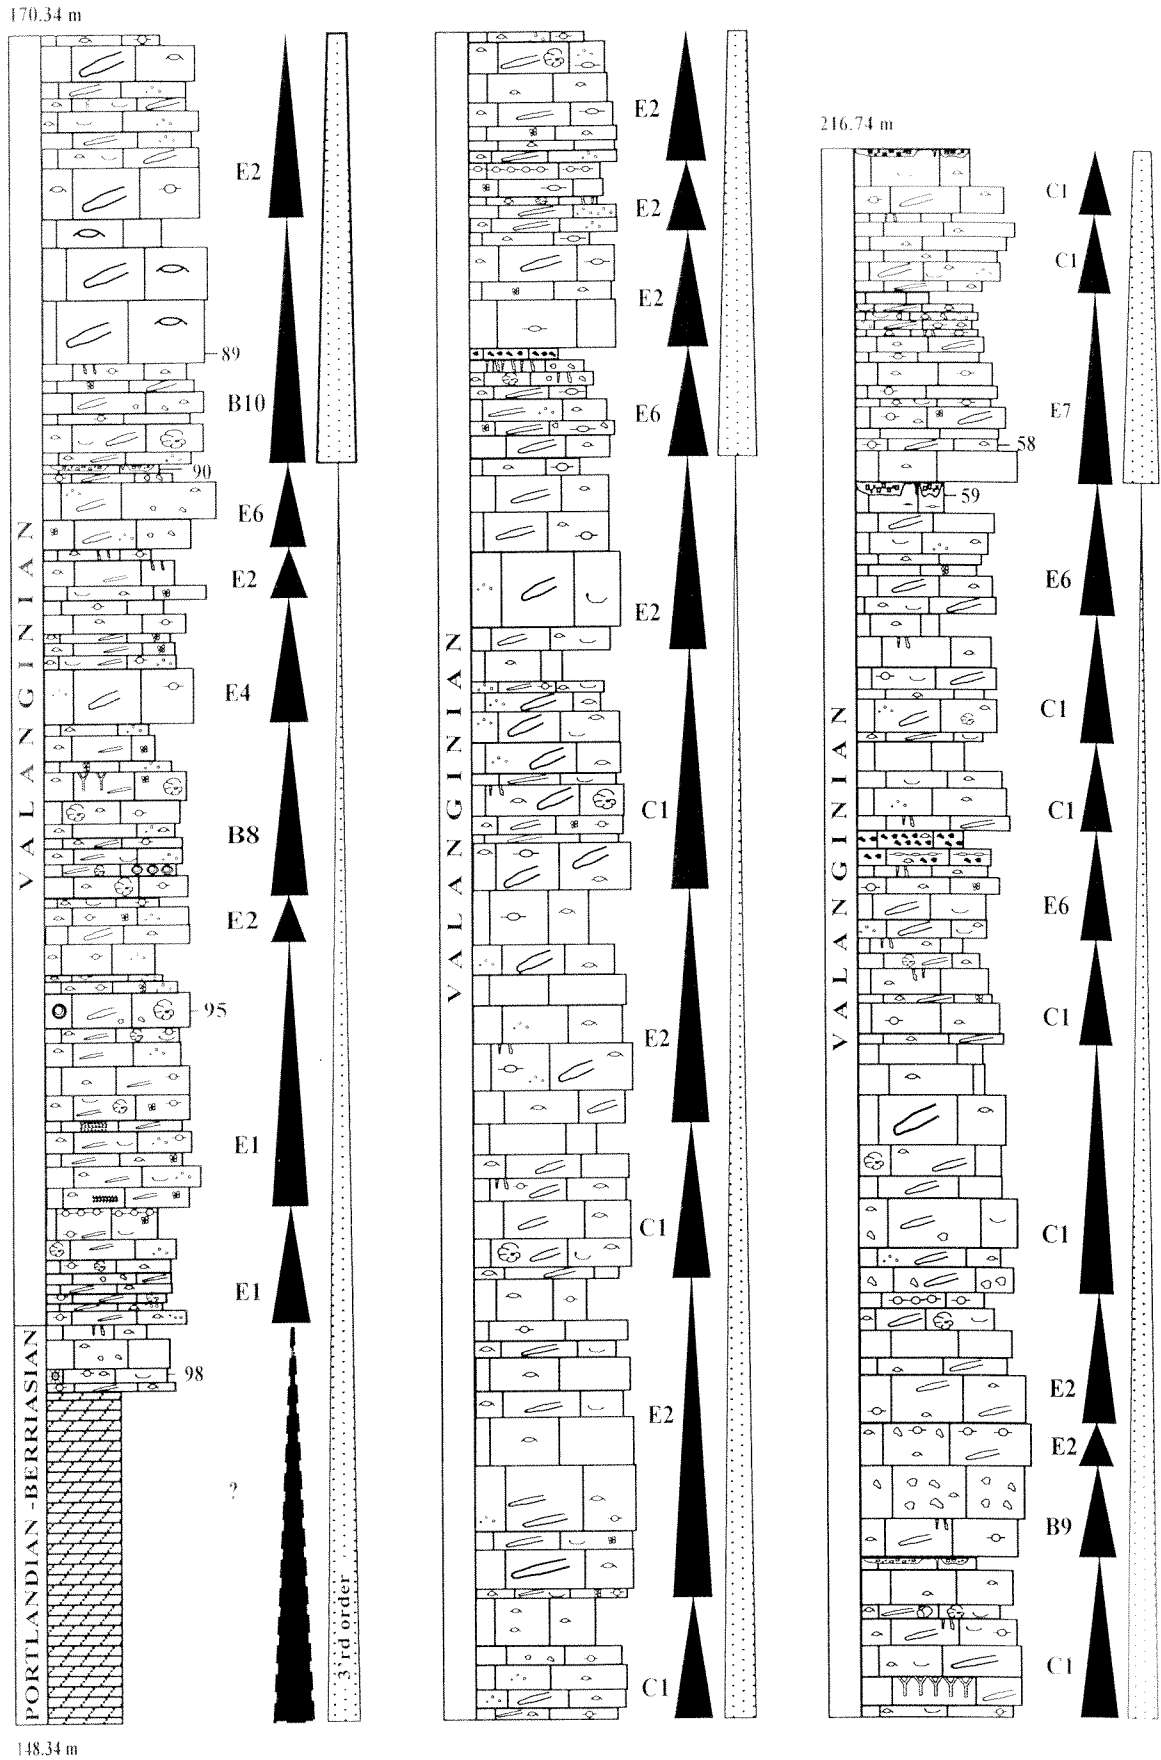 170.34 m
E2
89
B10
90
E6
E2
E4
B8
E2
95
E1
E1
98
?
3'rd order
VALANGINIAN
PORTLANDIAN-BERRIASIAN
148.34 m
E2
E2
E2
E6
E2
C1
E2
C1
E2
C1
VALANGINIAN
216.74 m
C1
C1
E7
58
59
E6
C1
C1
E6
C1
C1
E2
E2
B9
C1
VALANGINIAN